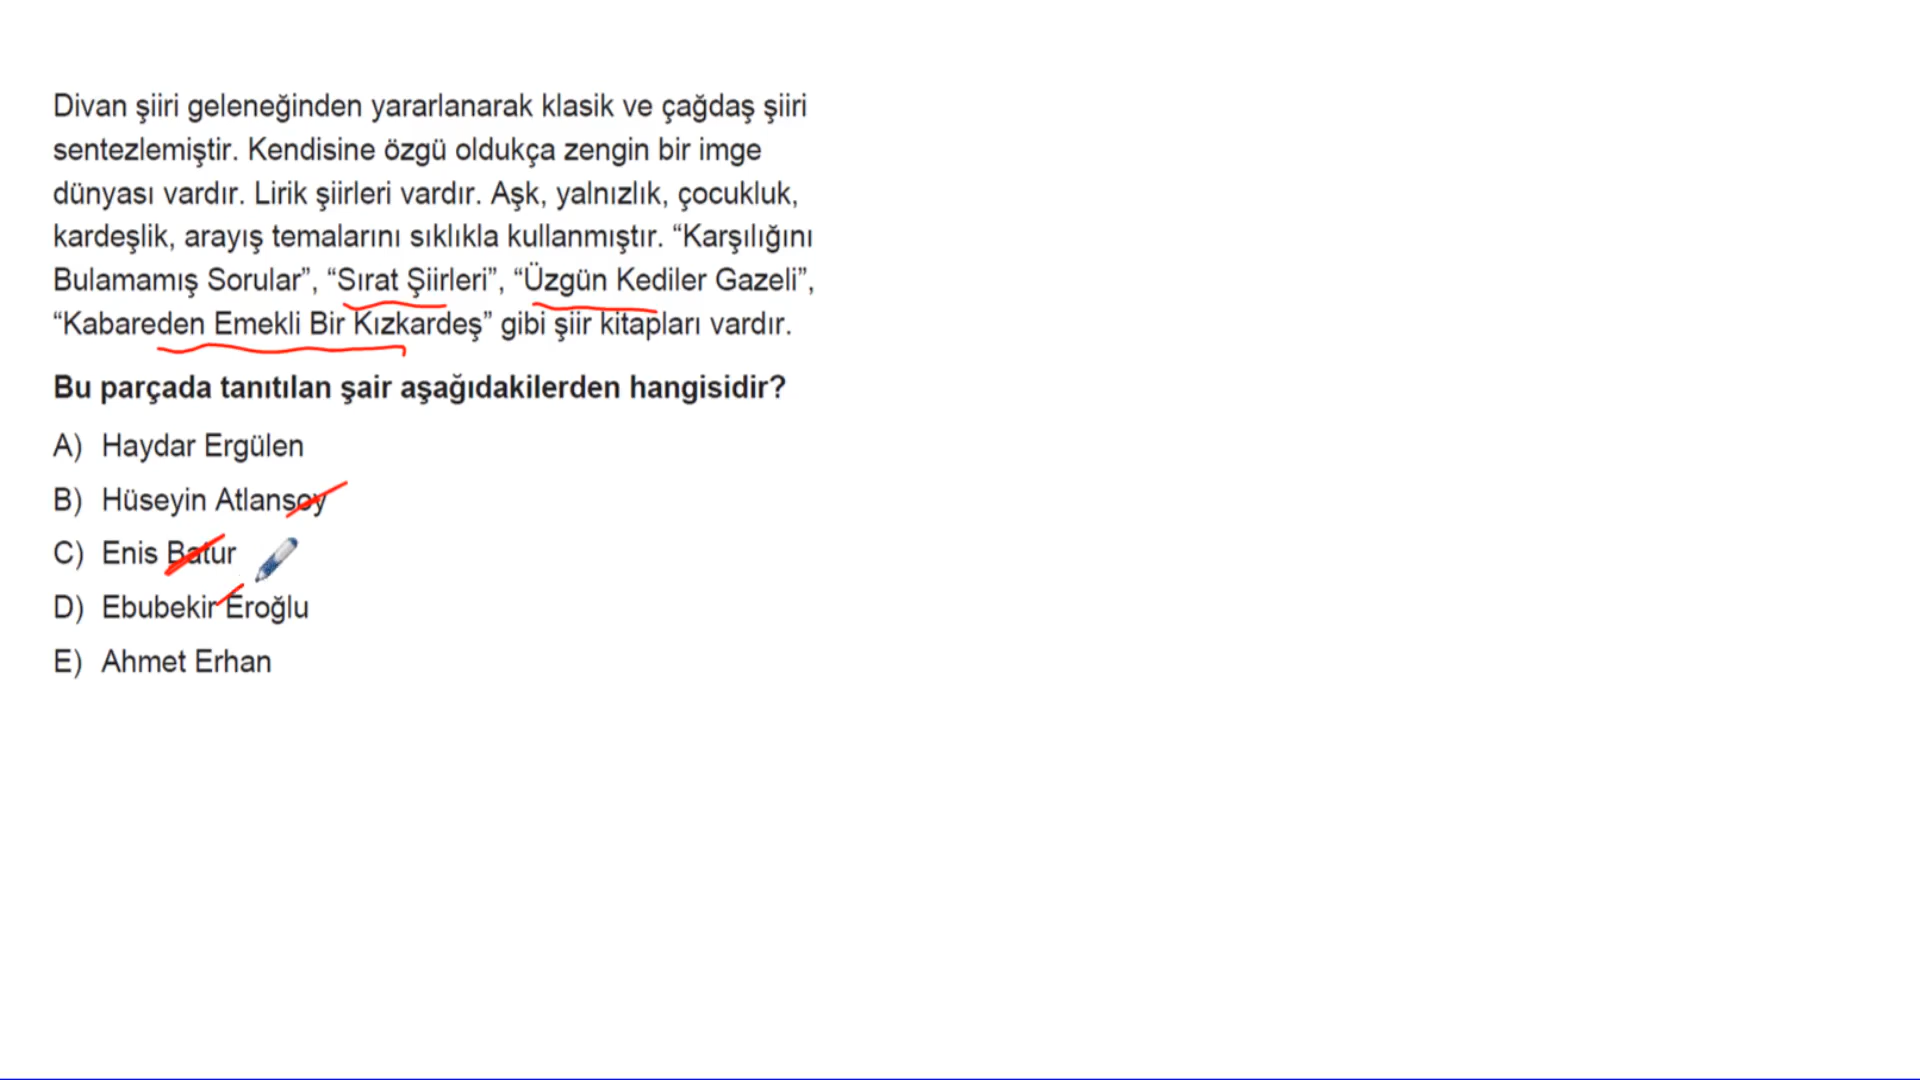 Divan şiiri geleneğinden yararlanarak klasik ve çağdaş şiiri
sentezlemiştir. Kendisine özgü oldukça zengin bir imge
dünyası vardır. Lirik şiirleri vardır. Aşk, yalnızlık, çocukluk,
kardeşlik, arayış temalarını sıklıkla kullanmıştır. “Karşılığını
Bulamamış Sorular”, “Sırat Şiirleri”, “Üzgün Kediler Gazeli”,
“Kabareden Emekli Bir Kızkardeş” gibi şiir kitapları vardır.
Bu parçada tanıtılan şair aşağıdakilerden hangisidir?
A) Haydar Ergülen
B) Hüseyin Atlansoy
C) Enis Batur
D) Ebubekir Eroğlu
E) Ahmet Erhan